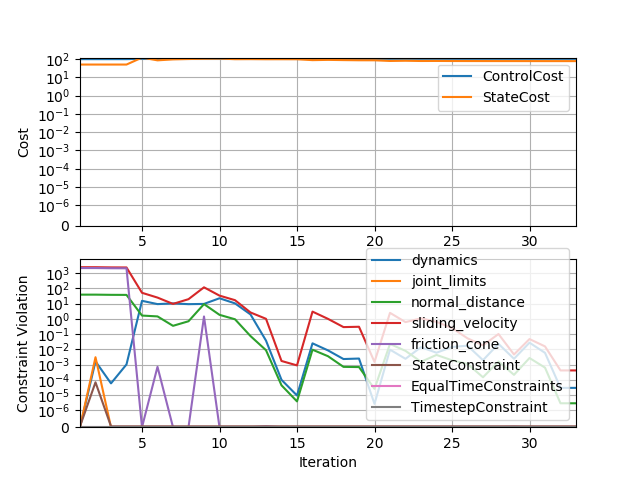 10²
10¹
10⁰
10⁻¹
10⁻²
10⁻³
10⁻⁴
10⁻⁵
10⁻⁶
0
Cost
ControlCost
StateCost
5 10 15 20 25 30
10³
10²
10¹
10⁰
10⁻¹
10⁻²
10⁻³
10⁻⁴
10⁻⁵
10⁻⁶
0
Constraint Violation
dynamics
joint_limits
normal_distance
sliding_velocity
friction_cone
StateConstraint
EqualTimeConstraints
TimestepConstraint
5 10 15 20 25 30
Iteration